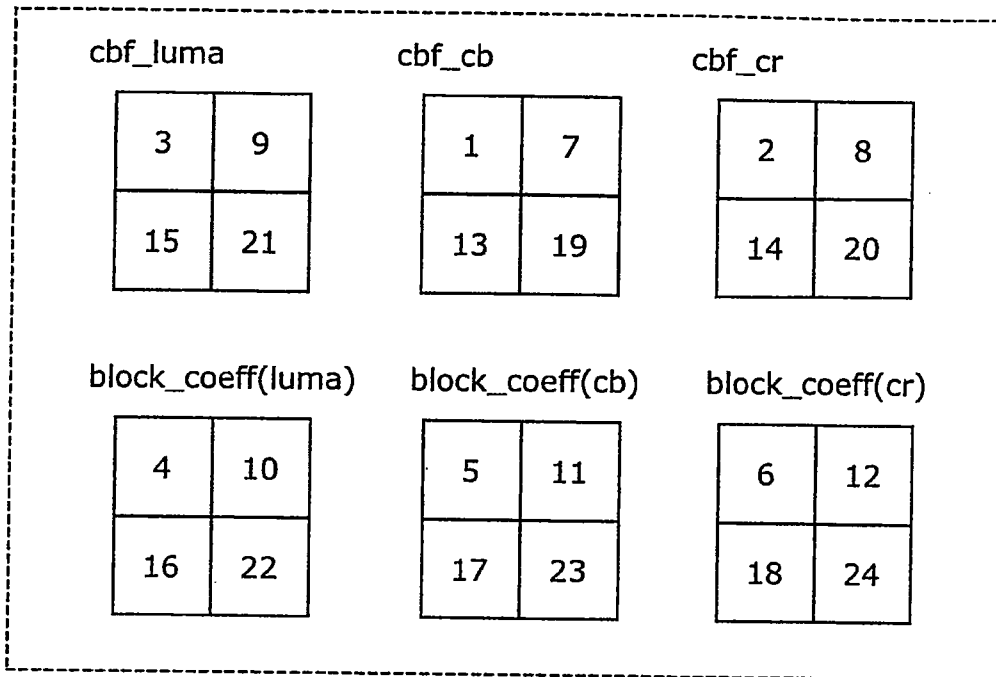 cbf_luma cbf_cb cbf_cr
3 9 1 7 2 8
15 21 13 19 14 20
block_coeff(luma) block_coeff(cb) block_coeff(cr)
4 10 5 11 6 12
16 22 17 23 18 24